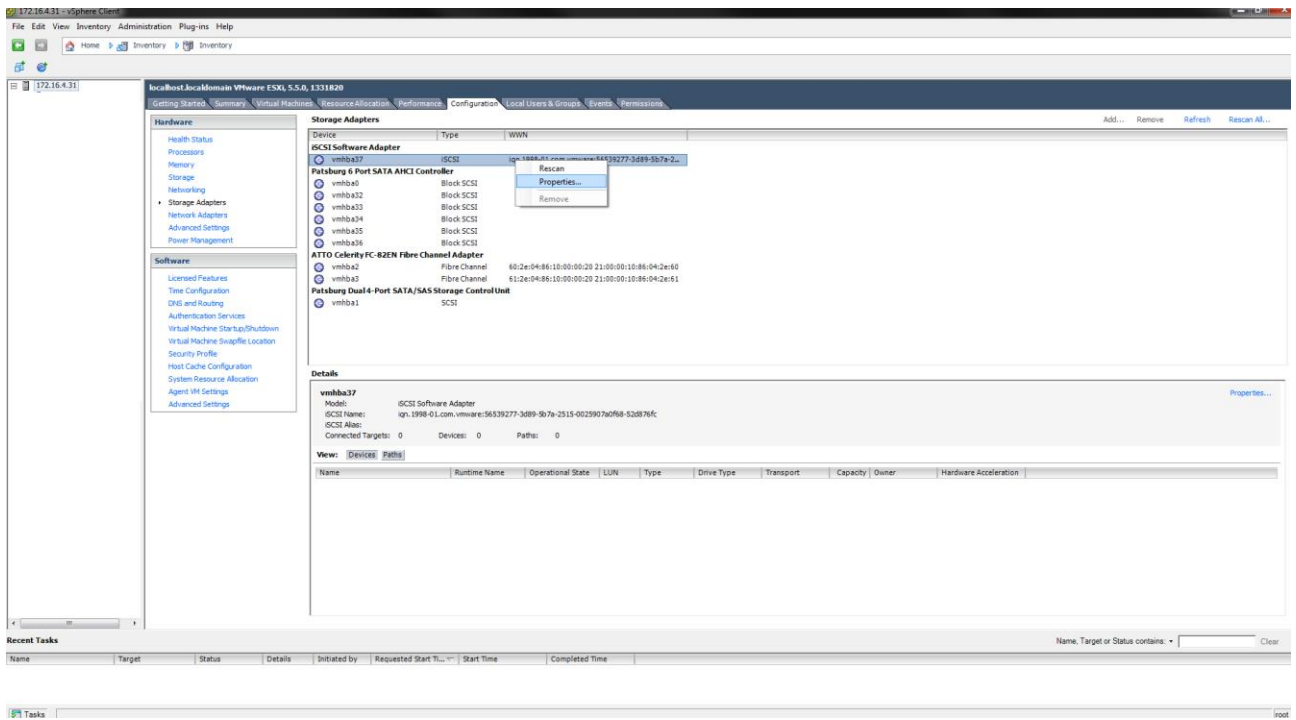 172.16.4.31 - vSphere Client
File Edit View Inventory Administration Plug-ins Help
Home Inventory Inventory
172.16.4.31
localhost.localdomain VMware ESXi, 5.5.0, 1331820
Getting Started Summary Virtual Machines Resource Allocation Performance Configuration Local Users & Groups Events Permissions
Hardware
Health Status
Processors
Memory
Storage
Networking
Storage Adapters
Network Adapters
Advanced Settings
Power Management
Software
Licensed Features
Time Configuration
DNS and Routing
Authentication Services
Virtual Machine Startup/Shutdown
Virtual Machine Swapfile Location
Security Profile
Host Cache Configuration
System Resource Allocation
Agent VM Settings
Advanced Settings
Storage Adapters Add... Remove Refresh Rescan All...
Device Type WWN
iSCSI Software Adapter
vmhba37 iSCSI iqn.1998-01.com.vmware:56539277-3d89-5b7a-2...
Rescan
Properties...
Remove
Patsburg 6 Port SATA AHCI Controller
vmhba0 Block SCSI
vmhba32 Block SCSI
vmhba33 Block SCSI
vmhba34 Block SCSI
vmhba35 Block SCSI
vmhba36 Block SCSI
ATTO Celerity FC-82EN Fibre Channel Adapter
vmhba2 Fibre Channel 60:2e:04:86:10:00:00:20 21:00:00:10:86:04:2e:60
vmhba3 Fibre Channel 61:2e:04:86:10:00:00:20 21:00:00:10:86:04:2e:61
Patsburg Dual 4-Port SATA/SAS Storage Control Unit
vmhba1 SCSI
Details
vmhba37 Properties...
Model: iSCSI Software Adapter
iSCSI Name: iqn.1998-01.com.vmware:56539277-3d89-5b7a-2515-0025907a0f68-52d876fc
iSCSI Alias:
Connected Targets: 0 Devices: 0 Paths: 0
View: Devices Paths
Name Runtime Name Operational State LUN Type Drive Type Transport Capacity Owner Hardware Acceleration
Recent Tasks Name, Target or Status contains: Clear
Name Target Status Details Initiated by Requested Start Ti... Start Time Completed Time
Tasks root